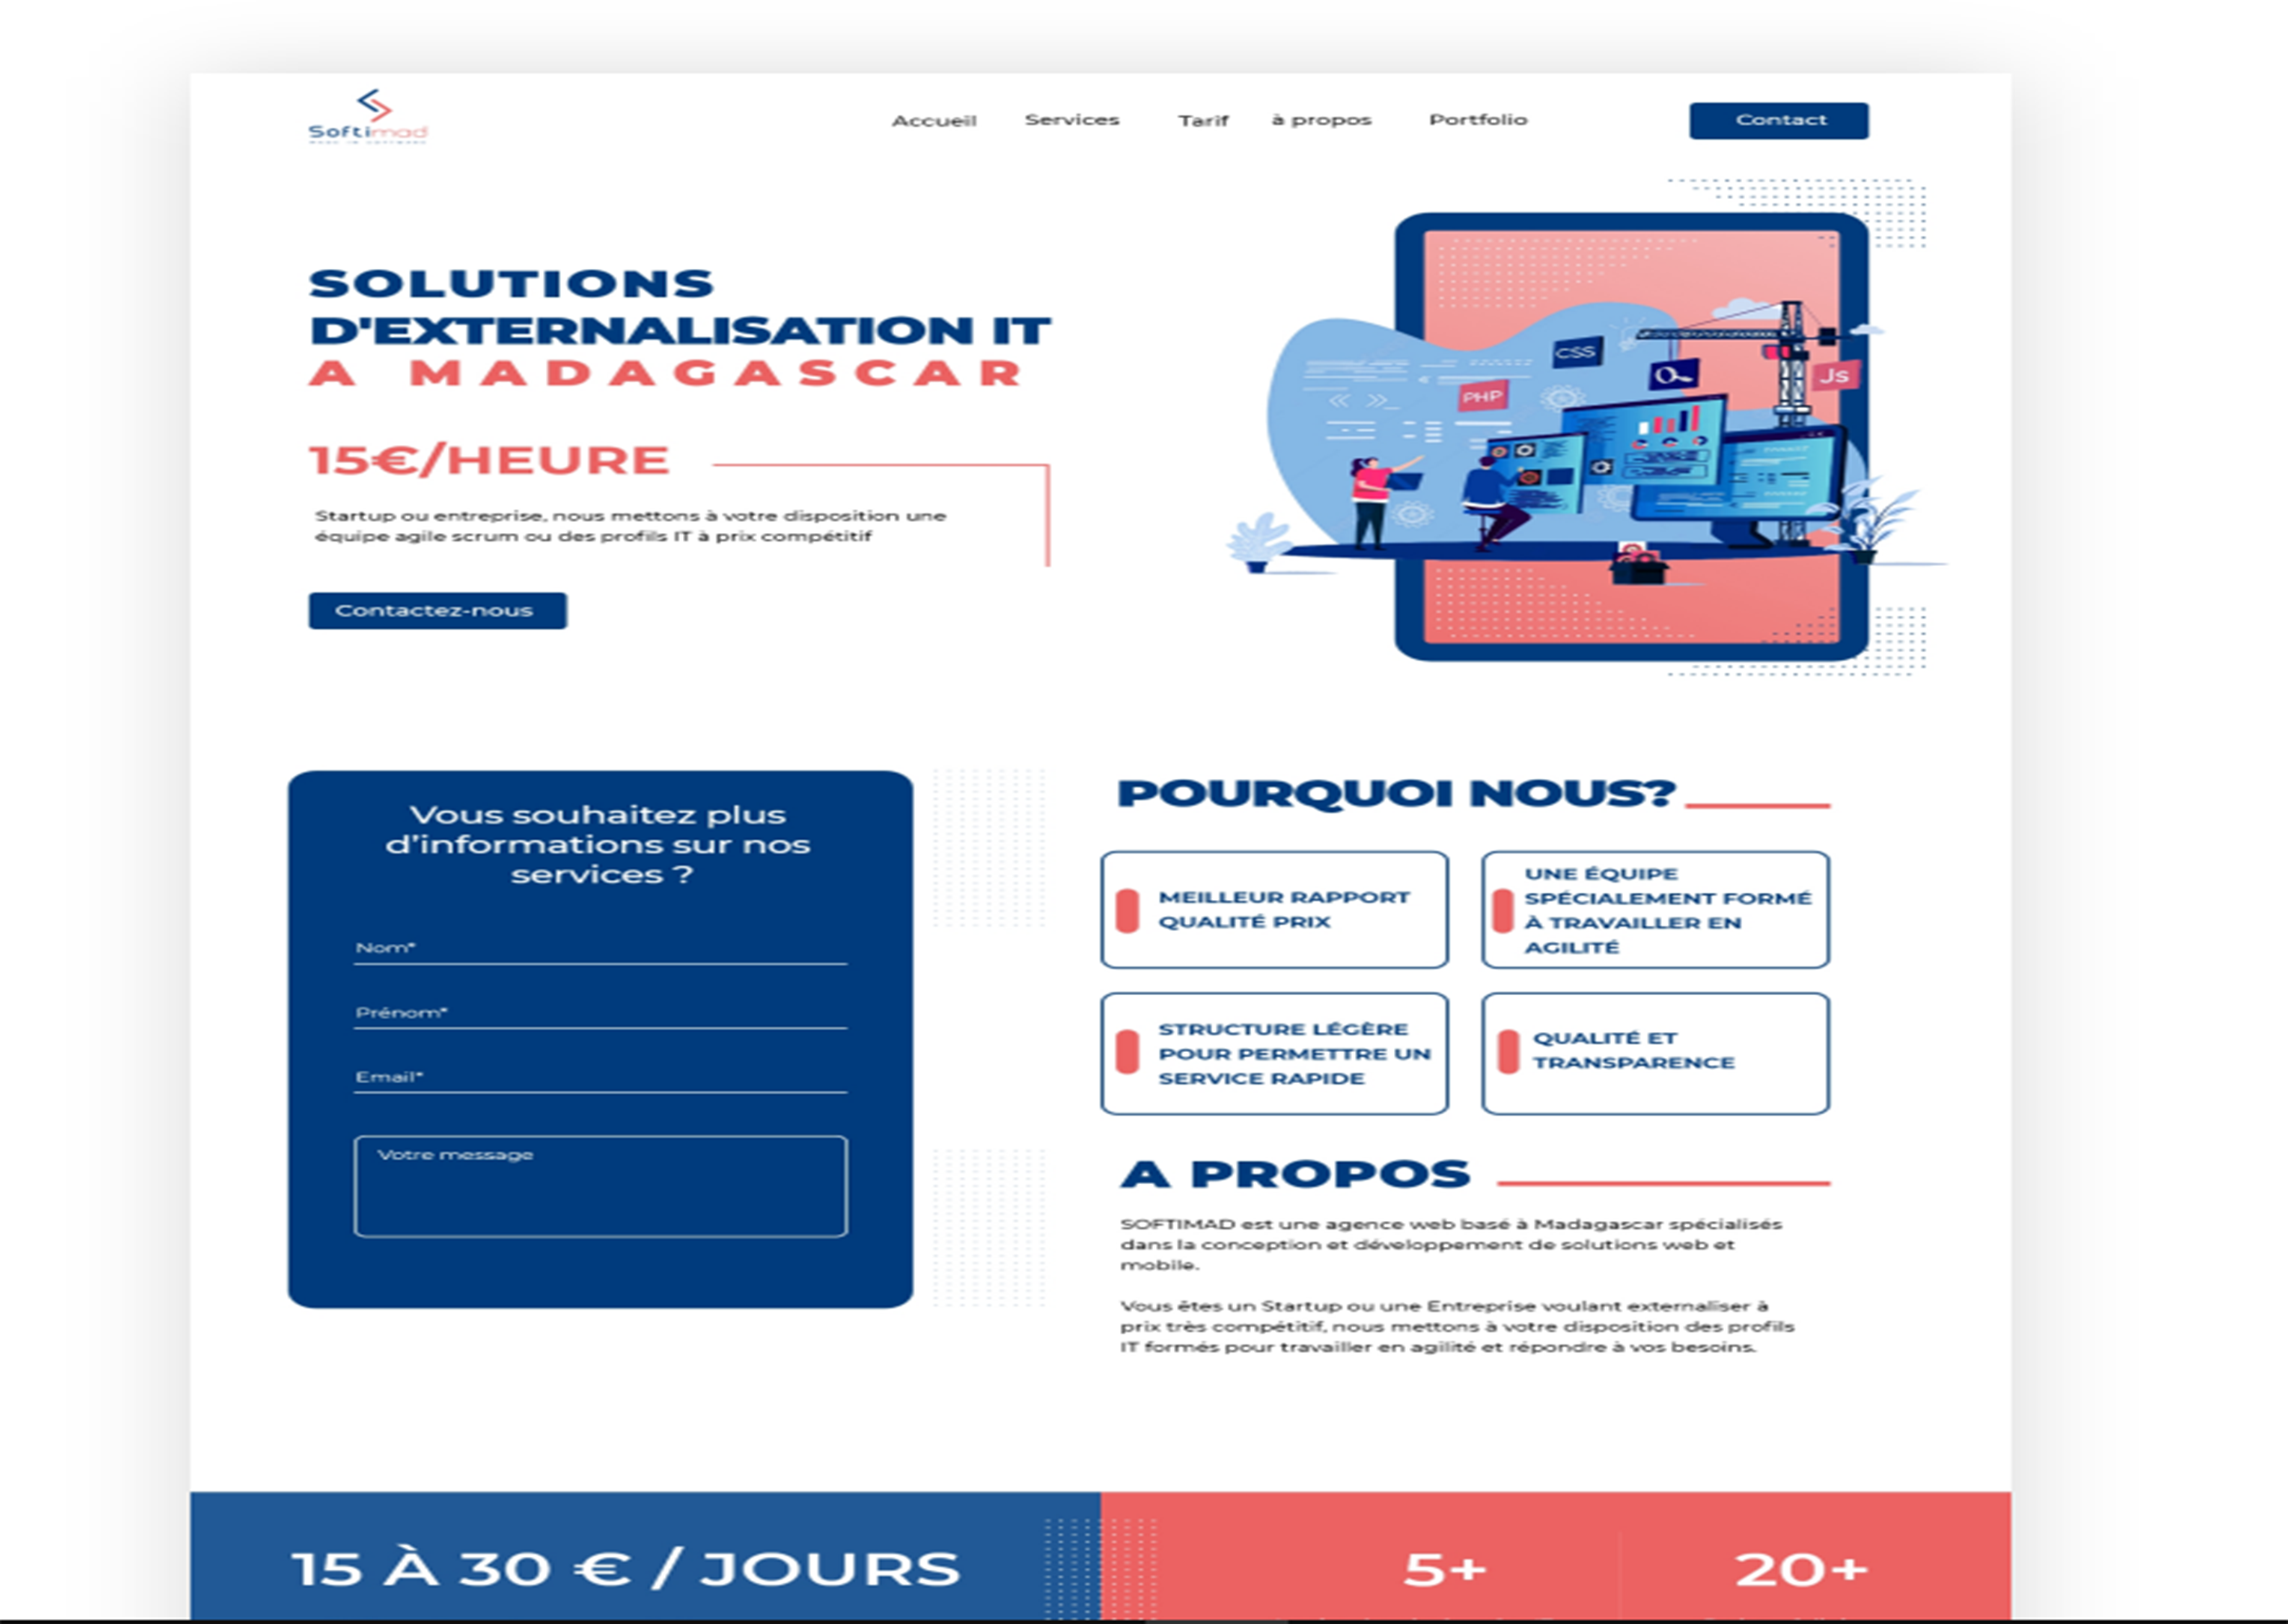 Softimad
Accueil
Services
Tarif
à propos
Portfolio
Contact
SOLUTIONS
D'EXTERNALISATION IT
A MADAGASCAR
15€/HEURE
Startup ou entreprise, nous mettons à votre disposition une
équipe agile scrum ou des profils IT à prix compétitif
Contactez-nous
CSS
PHP
Js
Vous souhaitez plus
d'informations sur nos
services ?
Nom*
Prénom*
Email*
Votre message
POURQUOI NOUS?
MEILLEUR RAPPORT
QUALITÉ PRIX
UNE ÉQUIPE
SPÉCIALEMENT FORMÉ
À TRAVAILLER EN
AGILITÉ
STRUCTURE LÉGÈRE
POUR PERMETTRE UN
SERVICE RAPIDE
QUALITÉ ET
TRANSPARENCE
A PROPOS
SOFTIMAD est une agence web basé à Madagascar spécialisés
dans la conception et développement de solutions web et
mobile.
Vous êtes un Startup ou une Entreprise voulant externaliser à
prix très compétitif, nous mettons à votre disposition des profils
IT formés pour travailler en agilité et répondre à vos besoins.
15 À 30 € / JOURS
5+
20+